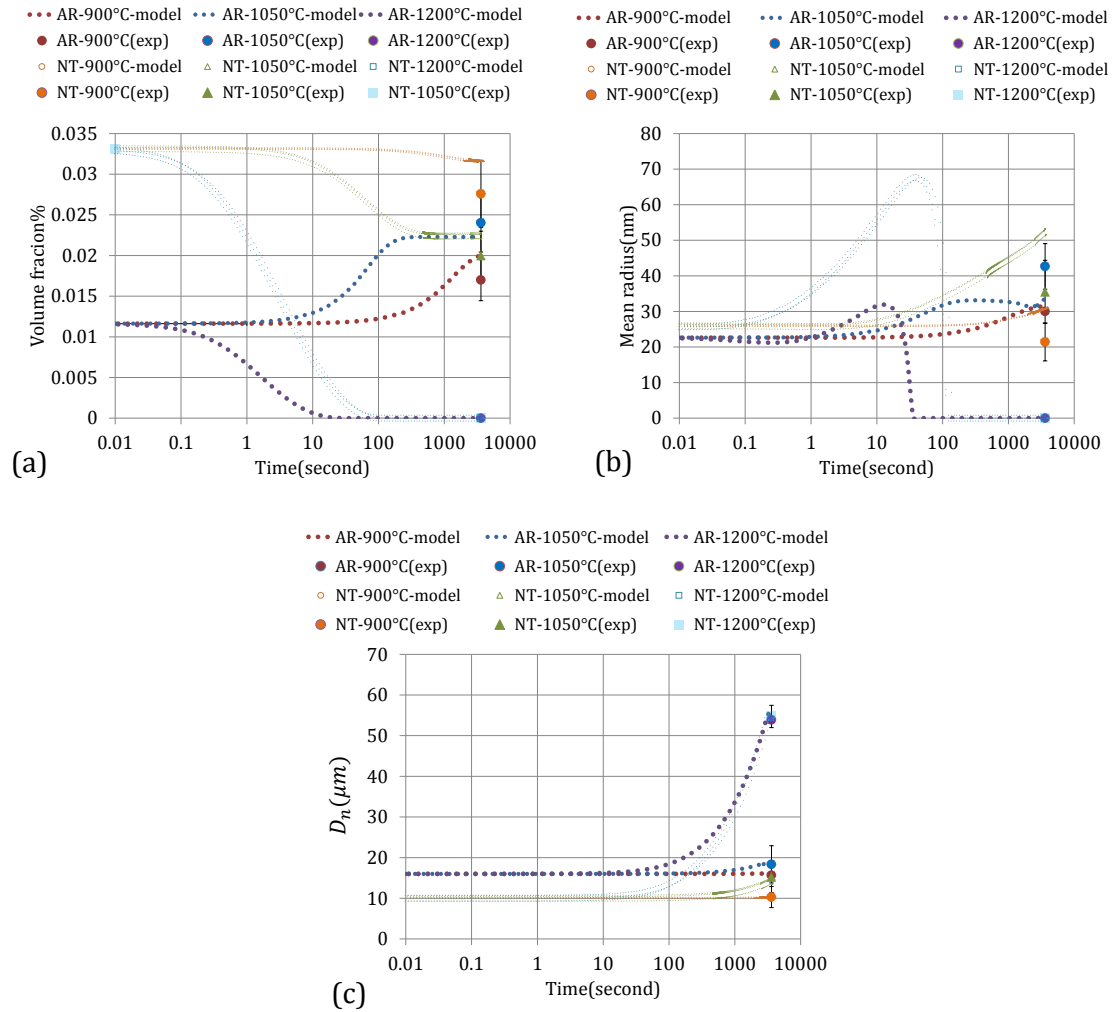 AR-900°C-model AR-1050°C-model AR-1200°C-model
AR-900°C(exp) AR-1050°C(exp) AR-1200°C(exp)
NT-900°C-model NT-1050°C-model NT-1200°C-model
NT-900°C(exp) NT-1050°C(exp) NT-1050°C(exp)
0.035
0.03
0.025
0.02
0.015
0.01
0.005
0
Volume fracion%
0.01 0.1 1 10 100 1000 10000
Time(second)
(a)
AR-900°C-model AR-1050°C-model AR-1200°C-model
AR-900°C(exp) AR-1050°C(exp) AR-1200°C(exp)
NT-900°C-model NT-1050°C-model NT-1200°C-model
NT-900°C(exp) NT-1050°C(exp) NT-1200°C(exp)
80
70
60
50
40
30
20
10
0
Mean radius(nm)
0.01 0.1 1 10 100 1000 10000
Time(second)
(b)
AR-900°C-model AR-1050°C-model AR-1200°C-model
AR-900°C(exp) AR-1050°C(exp) AR-1200°C(exp)
NT-900°C-model NT-1050°C-model NT-1200°C-model
NT-900°C(exp) NT-1050°C(exp) NT-1200°C(exp)
70
60
50
40
30
20
10
0
Dₙ(μm)
0.01 0.1 1 10 100 1000 10000
Time(second)
(c)